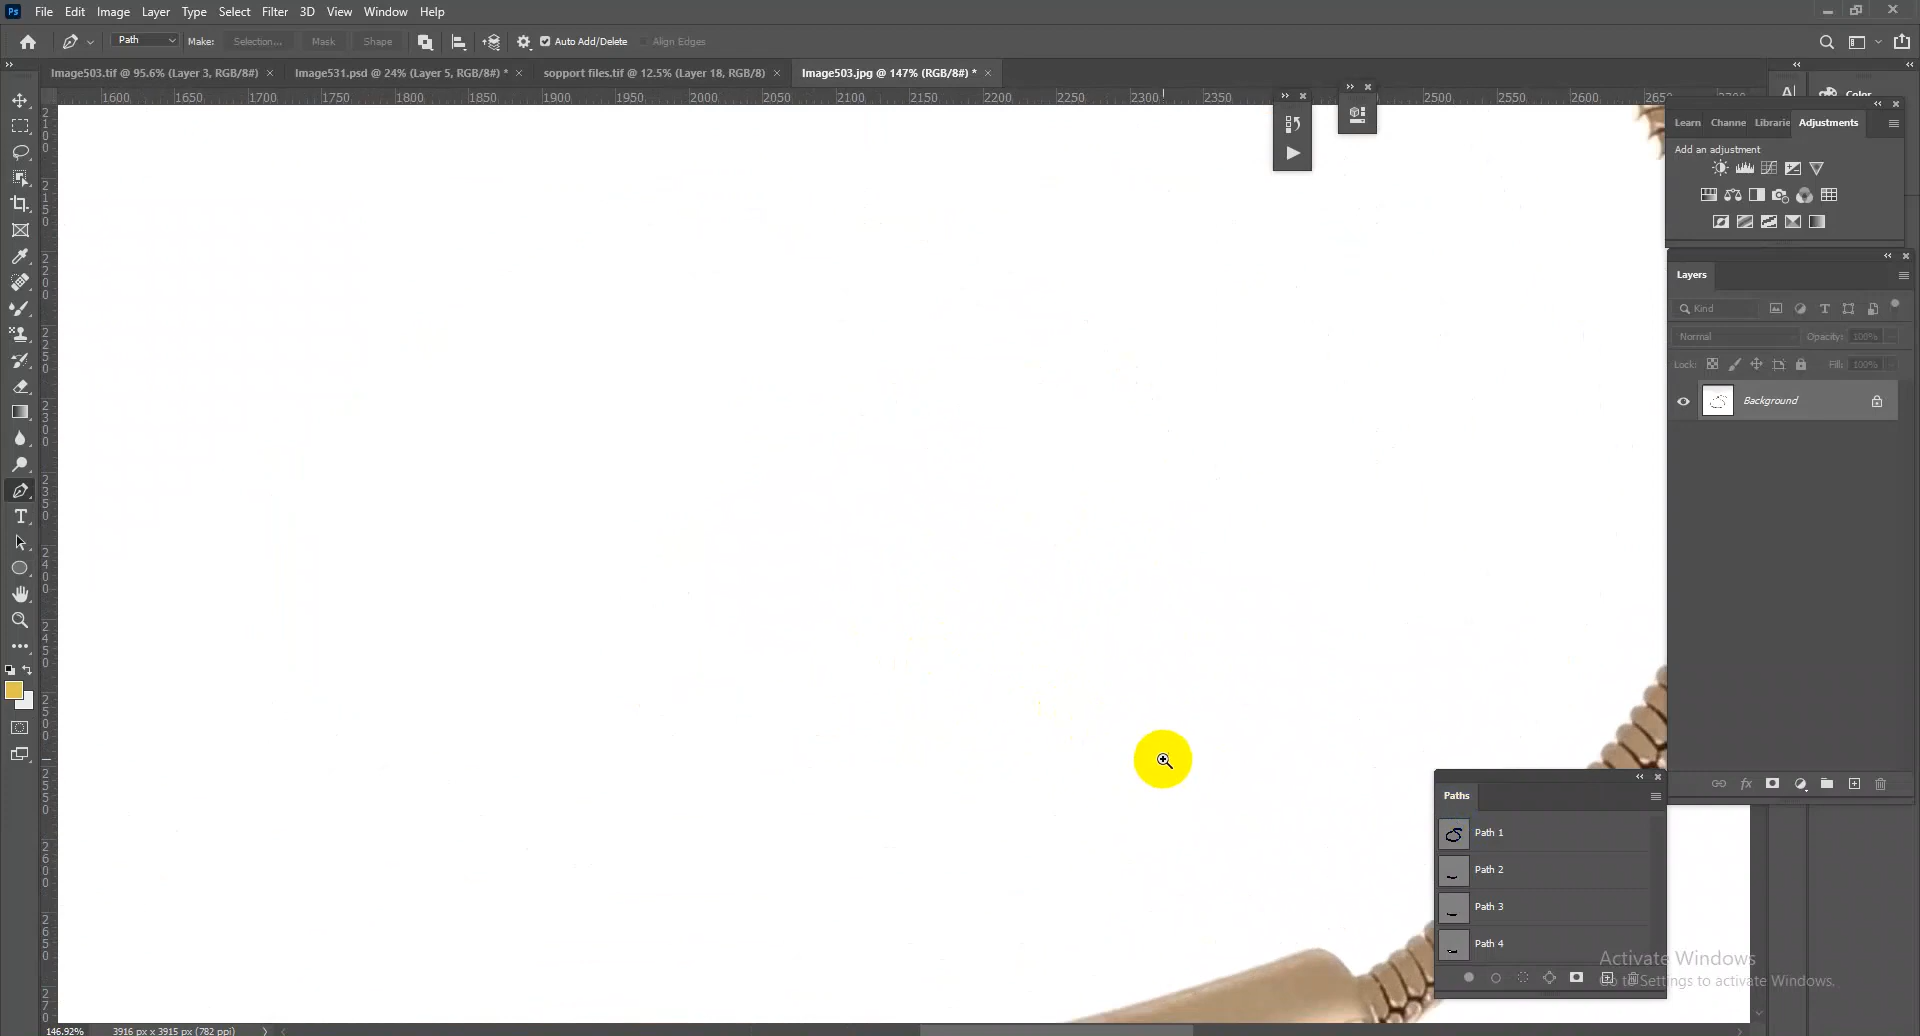 Ps File Edit Image Layer Type Select Filter 3D View Window Help
Path Make: Selection... Mask Shape Auto Add/Delete Align Edges
Image503.tif @ 95.6% (Layer 3, RGB/8#) × Image531.psd @ 24% (Layer 5, RGB/8#) * × sopport files.tif @ 12.5% (Layer 18, RGB/8) × Image503.jpg @ 147% (RGB/8#) * ×
1600 1650 1700 1750 1800 1850 1900 1950 2000 2050 2100 2150 2200 2250 2300 2350 2500 2550 2600
Color
Learn Channe Librarie Adjustments
Add an adjustment
Layers
Kind
Normal Opacity: 100%
Lock: Fill: 100%
Background
fx
Paths
Path 1
Path 2
Path 3
Path 4
Activate Windows
Go to Settings to activate Windows.
146.92% 3916 px x 3915 px (782 ppi)